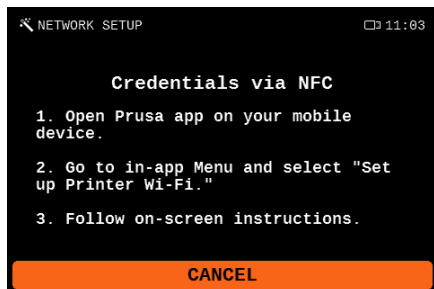 NETWORK SETUP
11:03
Credentials via NFC
1. Open Prusa app on your mobile
device.
2. Go to in-app Menu and select "Set
up Printer Wi-Fi."
3. Follow on-screen instructions.
CANCEL